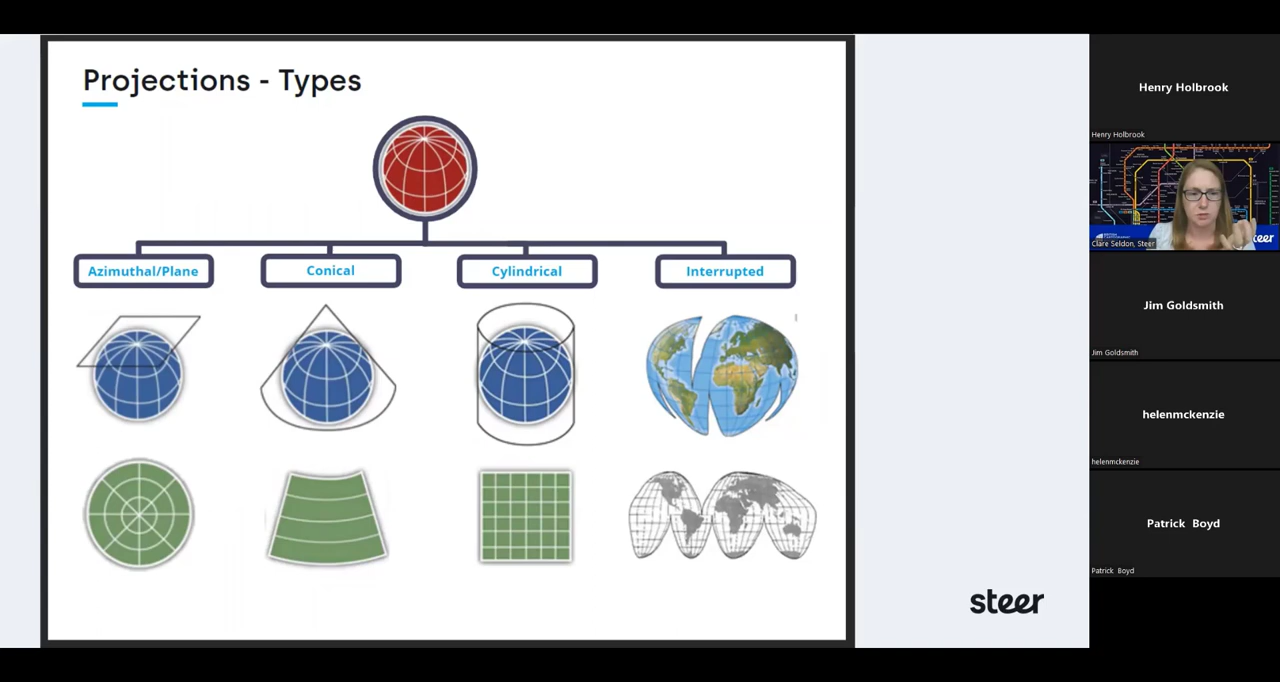 Projections - Types
Azimuthal/Plane
Conical
Cylindrical
Interrupted
steer
Henry Holbrook
Henry Holbrook
Clare Seldon, Steer
eer
Jim Goldsmith
Jim Goldsmith
helenmckenzie
helenmckenzie
Patrick Boyd
Patrick Boyd